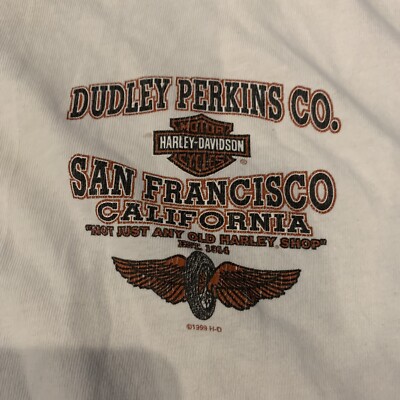 DUDLEY PERKINS CO.
MOTOR
HARLEY-DAVIDSON
CYCLES
®
SAN FRANCISCO
CALIFORNIA
"NOT JUST ANY OLD HARLEY SHOP"
EST. 1914
©1999 H-D